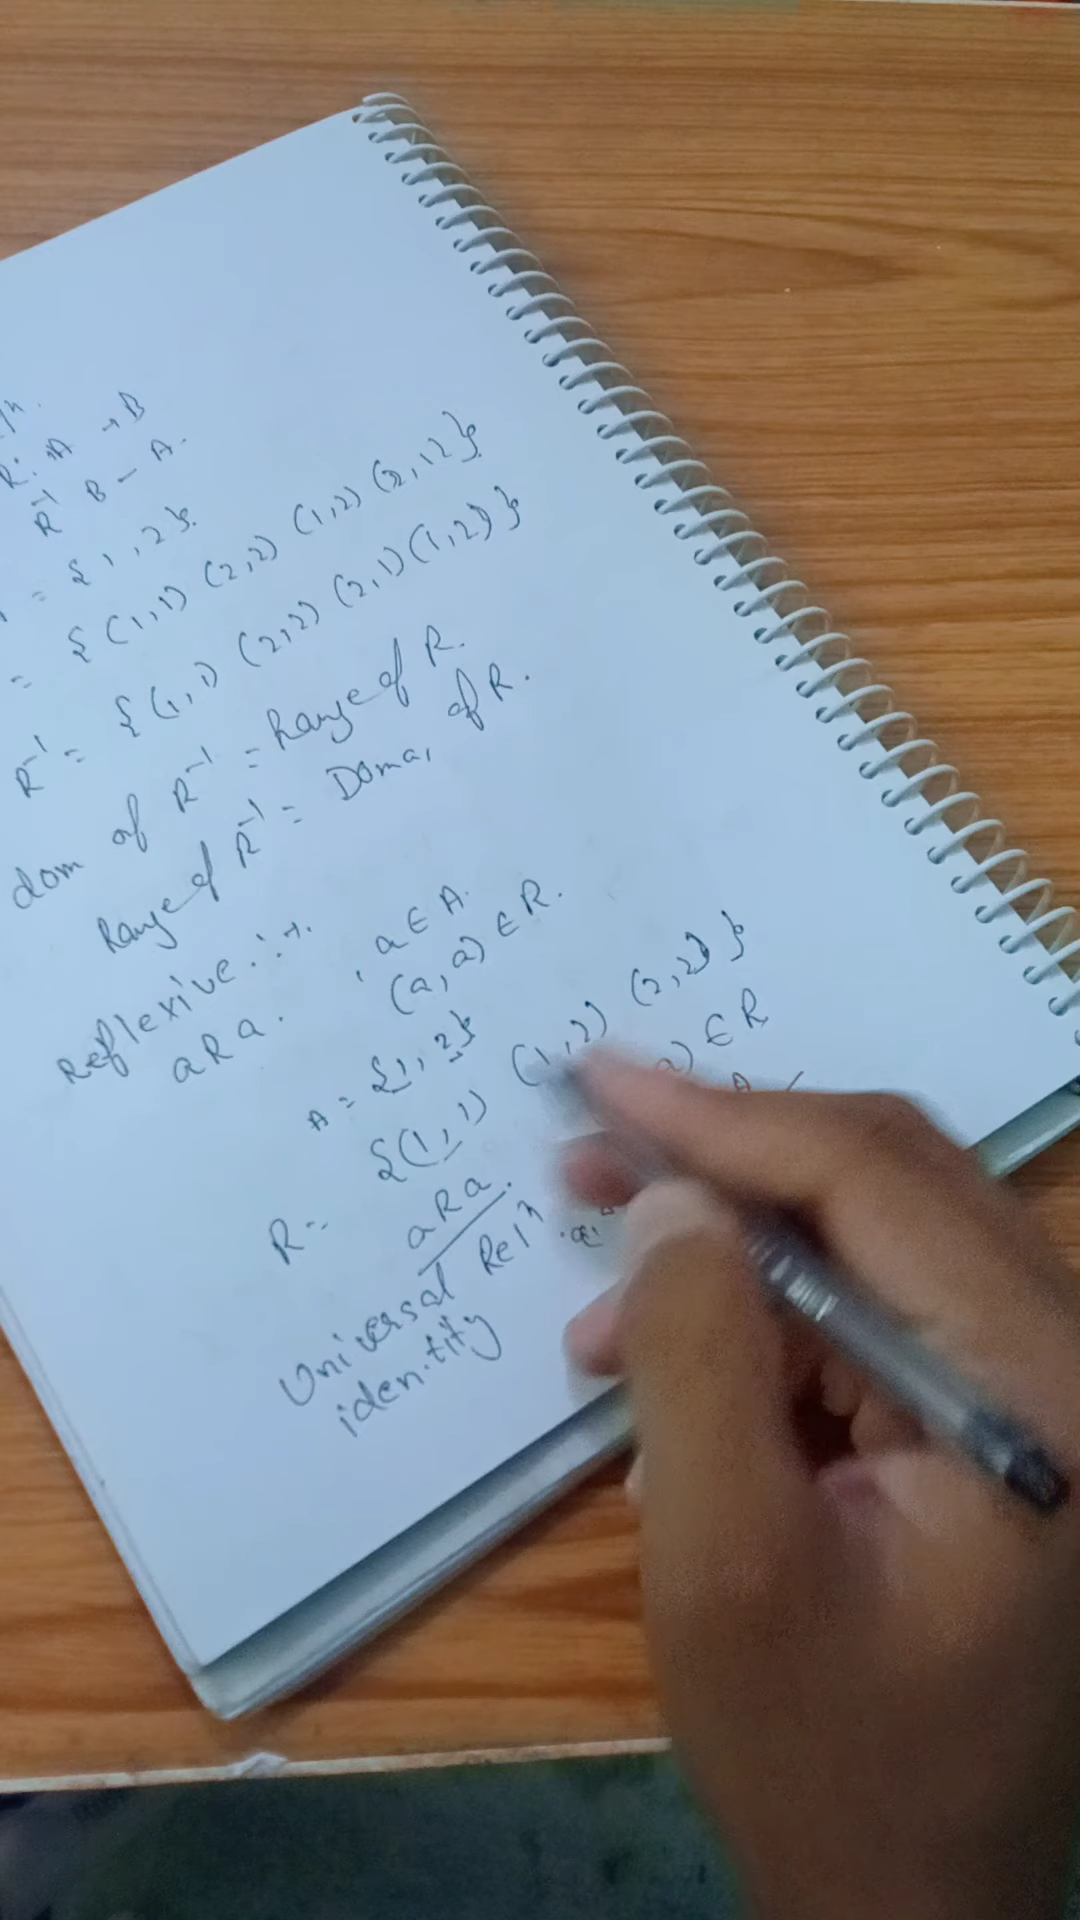 R: A → B
R⁻¹ B – A.
= {1,2}.
= {(1,1) (2,2) (1,2) (2,12}.
R⁻¹ = {(1,1) (2,2) (2,1) (1,2)}
dom of R⁻¹ = Range of R.
Range of R⁻¹ = Domai of R.
Reflexive :→. a ∈ A.
aRa. (a,a) ∈ R.
A = {1,2}
R = {(1,1) (1,2) (2,2)}
aRa. a) ∈ R
Universal Relⁿ
identity